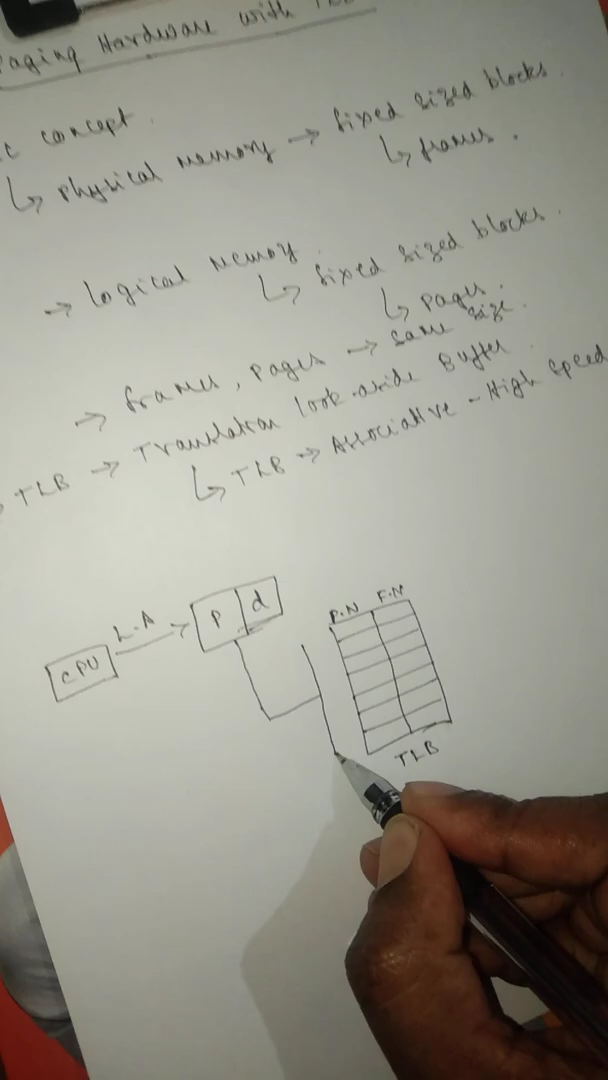 Paging Hardware with TLB
c concept.
↳ physical memory → fixed sized blocks.
↳ frames.
→ Logical memory.
↳ fixed sized blocks.
↳ pages.
→ frames, pages → same size.
TLB → Translation look-aside Buffer.
↳ TLB → Associative - High Speed
CPU
L.A
P d
P.N F.N
TLB